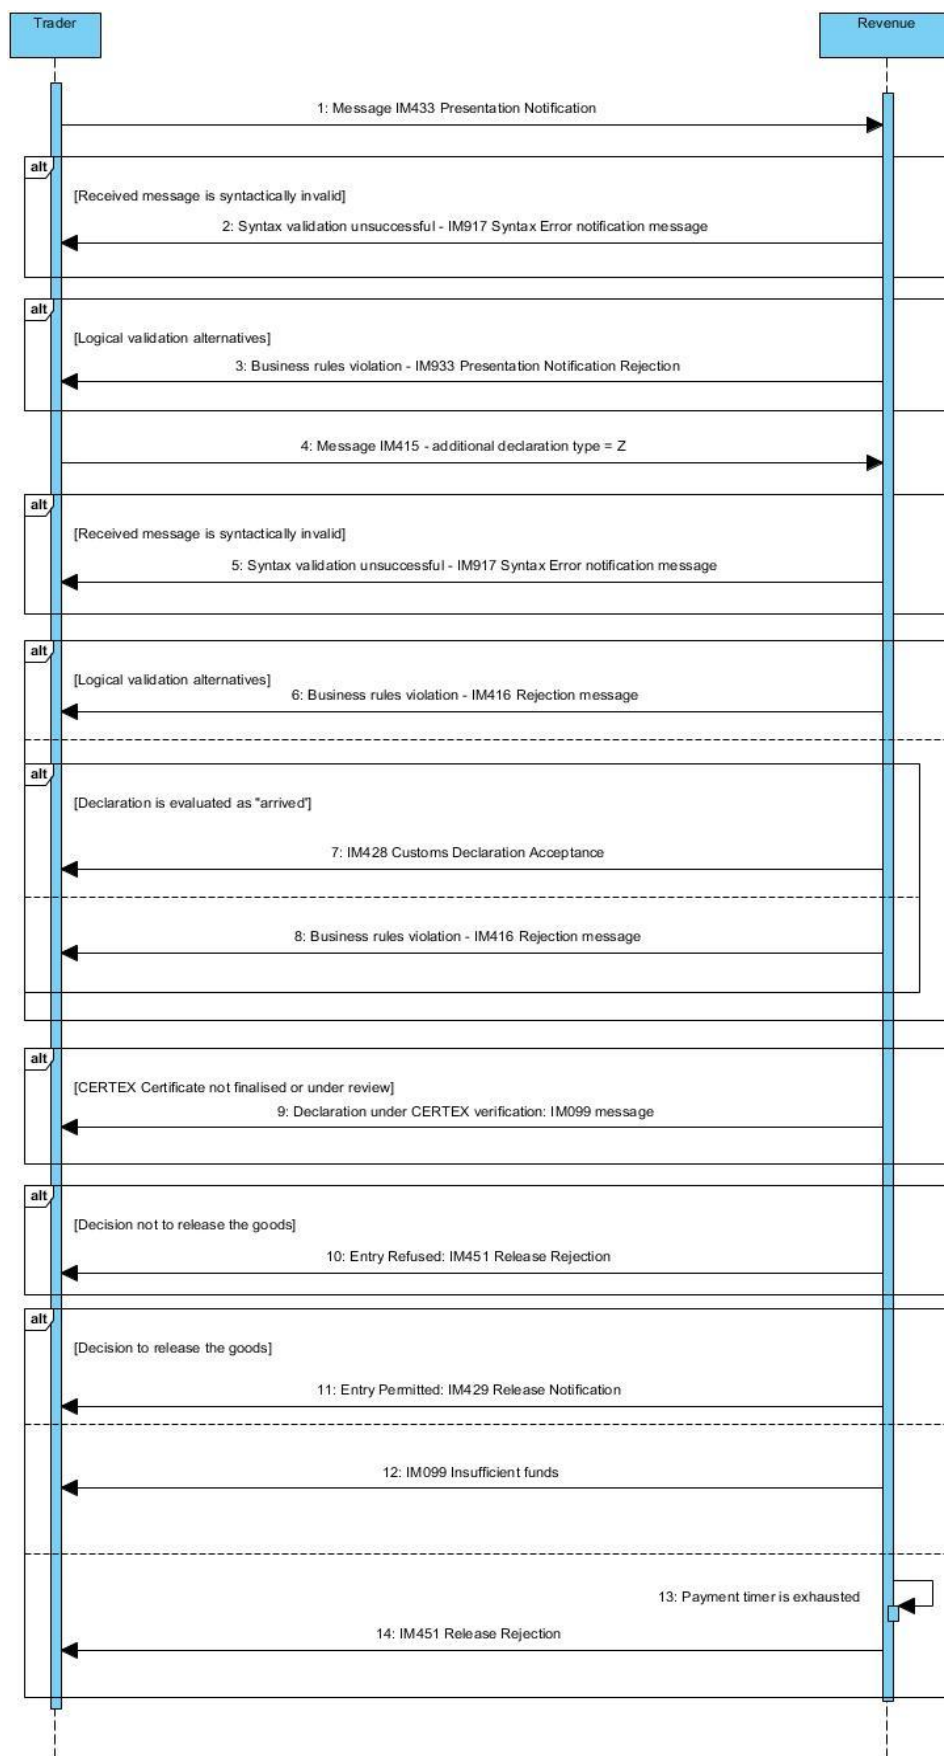 Trader
Revenue
1: Message IM433 Presentation Notification
alt
[Received message is syntactically invalid]
2: Syntax validation unsuccessful - IM917 Syntax Error notification message
alt
[Logical validation alternatives]
3: Business rules violation - IM933 Presentation Notification Rejection
4: Message IM415 - additional declaration type = Z
alt
[Received message is syntactically invalid]
5: Syntax validation unsuccessful - IM917 Syntax Error notification message
alt
[Logical validation alternatives]
6: Business rules violation - IM416 Rejection message
alt
[Declaration is evaluated as "arrived"]
7: IM428 Customs Declaration Acceptance
8: Business rules violation - IM416 Rejection message
alt
[CERTEX Certificate not finalised or under review]
9: Declaration under CERTEX verification: IM099 message
alt
[Decision not to release the goods]
10: Entry Refused: IM451 Release Rejection
alt
[Decision to release the goods]
11: Entry Permitted: IM429 Release Notification
12: IM099 Insufficient funds
13: Payment timer is exhausted
14: IM451 Release Rejection